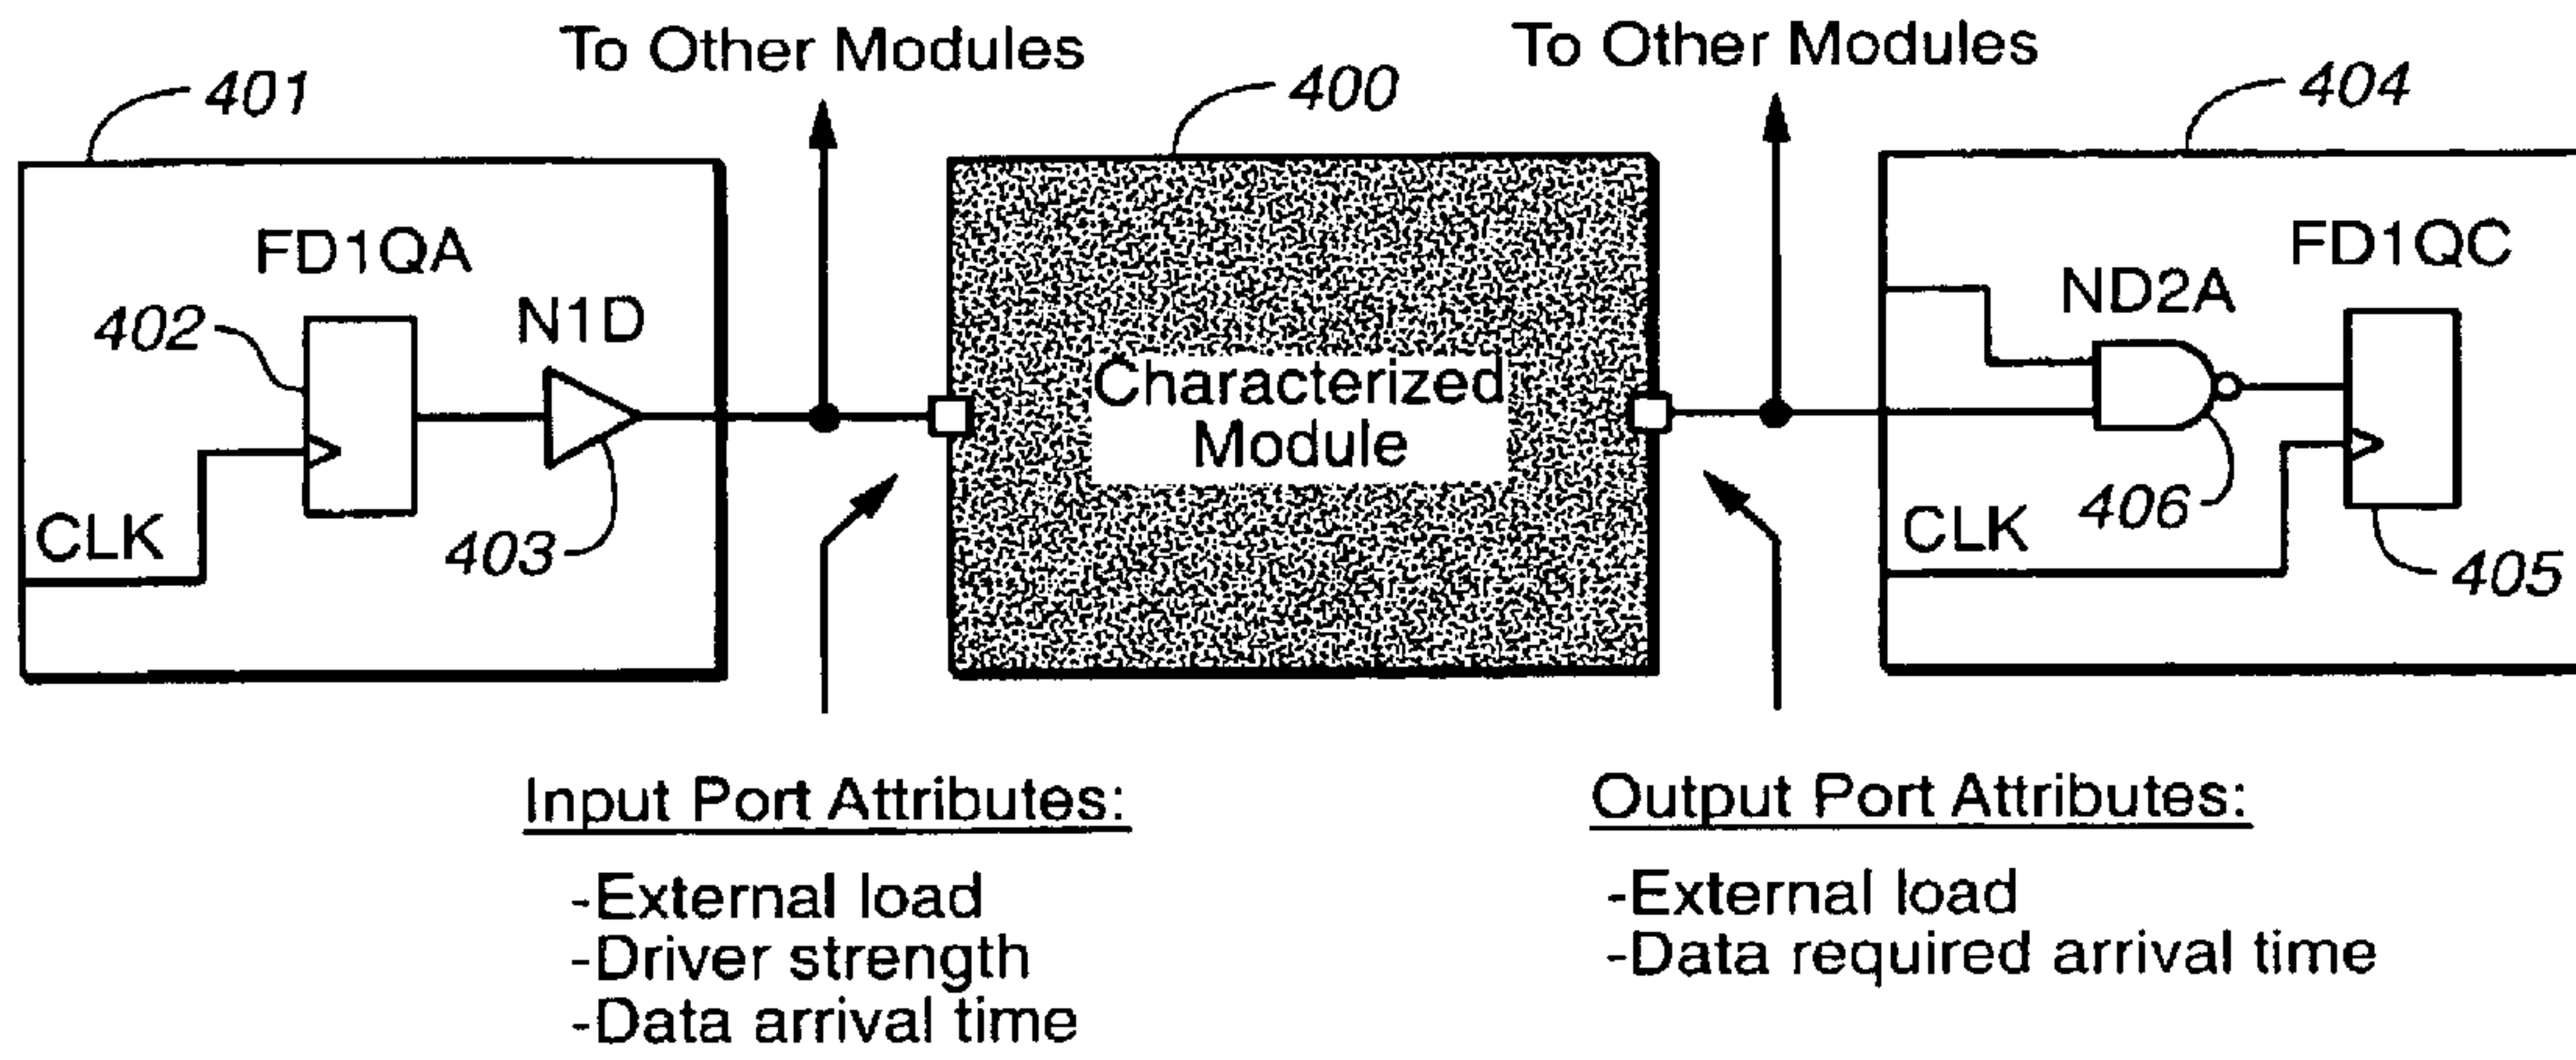 To Other Modules
To Other Modules
401
400
404
FD1QA
FD1QC
N1D
ND2A
402
Characterized
Module
CLK
403
CLK
406
405
Input Port Attributes:
-External load
-Driver strength
-Data arrival time
Output Port Attributes:
-External load
-Data required arrival time